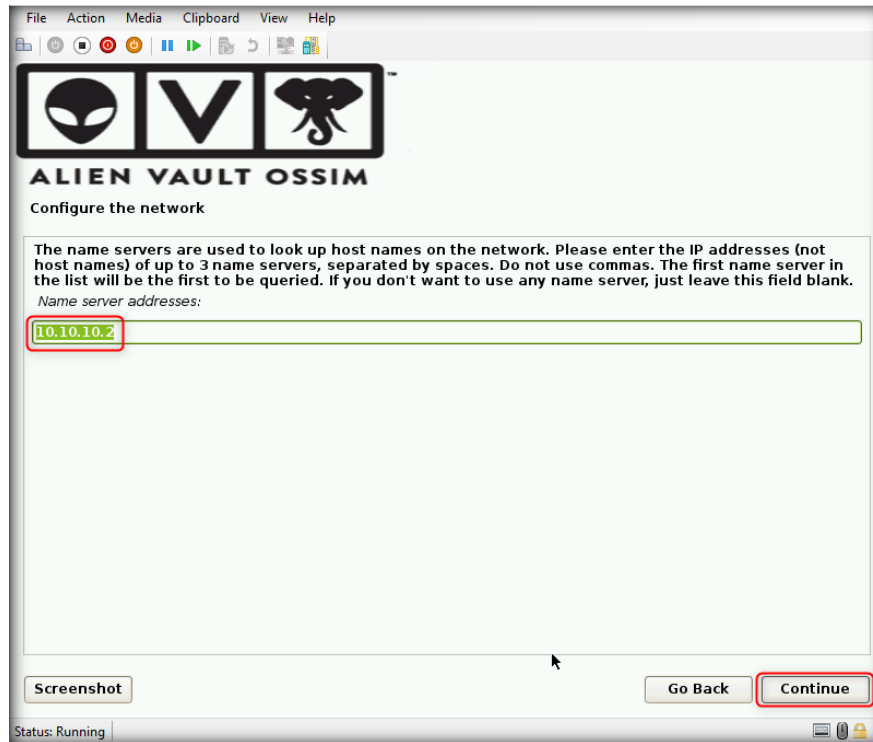 File Action Media Clipboard View Help
™
ALIEN VAULT OSSIM
Configure the network
The name servers are used to look up host names on the network. Please enter the IP addresses (not
host names) of up to 3 name servers, separated by spaces. Do not use commas. The first name server in
the list will be the first to be queried. If you don't want to use any name server, just leave this field blank.
Name server addresses:
10.10.10.2
Screenshot Go Back Continue
Status: Running